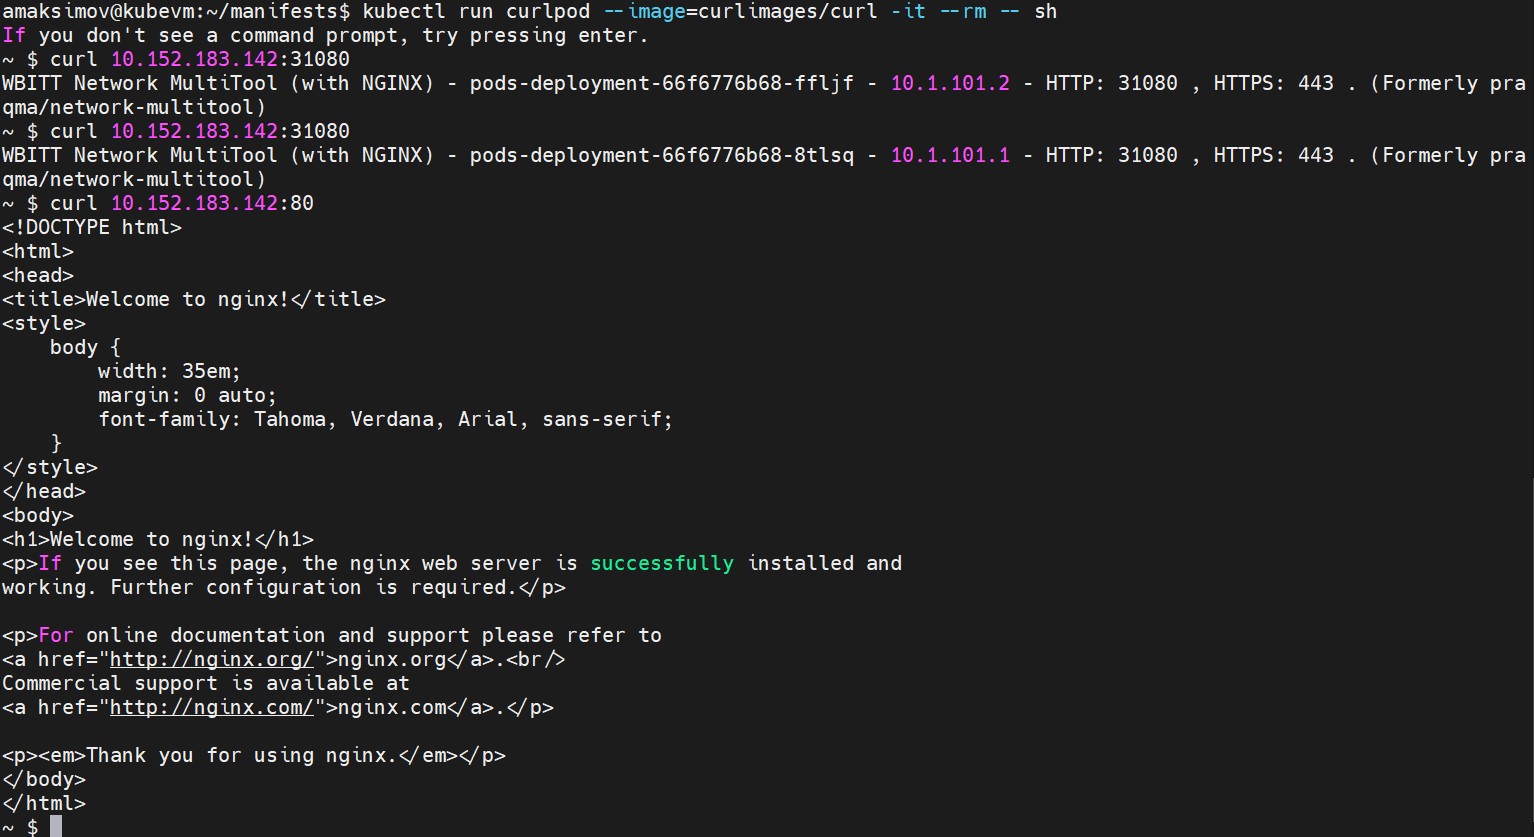 amaksimov@kubevm:~/manifests$ kubectl run curlpod --image=curlimages/curl -it --rm -- sh
If you don't see a command prompt, try pressing enter.
~ $ curl 10.152.183.142:31080
WBITT Network MultiTool (with NGINX) - pods-deployment-66f6776b68-ffljf - 10.1.101.2 - HTTP: 31080 , HTTPS: 443 . (Formerly pra
qma/network-multitool)
~ $ curl 10.152.183.142:31080
WBITT Network MultiTool (with NGINX) - pods-deployment-66f6776b68-8tlsq - 10.1.101.1 - HTTP: 31080 , HTTPS: 443 . (Formerly pra
qma/network-multitool)
~ $ curl 10.152.183.142:80
<!DOCTYPE html>
<html>
<head>
<title>Welcome to nginx!</title>
<style>
    body {
        width: 35em;
        margin: 0 auto;
        font-family: Tahoma, Verdana, Arial, sans-serif;
    }
</style>
</head>
<body>
<h1>Welcome to nginx!</h1>
<p>If you see this page, the nginx web server is successfully installed and
working. Further configuration is required.</p>

<p>For online documentation and support please refer to
<a href="http://nginx.org/">nginx.org</a>.<br/>
Commercial support is available at
<a href="http://nginx.com/">nginx.com</a>.</p>

<p><em>Thank you for using nginx.</em></p>
</body>
</html>
~ $